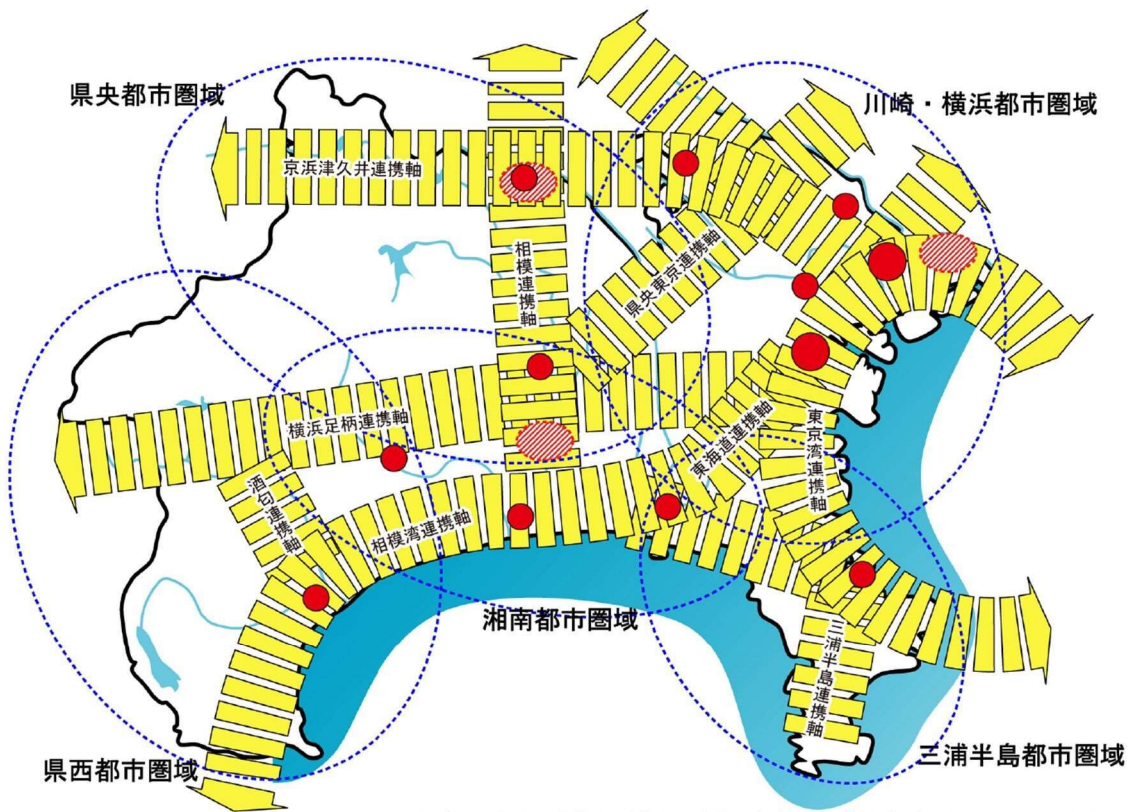 県央都市圏域
川崎・横浜都市圏域
京浜津久井連携軸
相模連携軸
県央東京連携軸
横浜足柄連携軸
東海道連携軸
東京湾連携軸
酒匂連携軸
相模湾連携軸
湘南都市圏域
三浦半島連携軸
県西都市圏域
三浦半島都市圏域